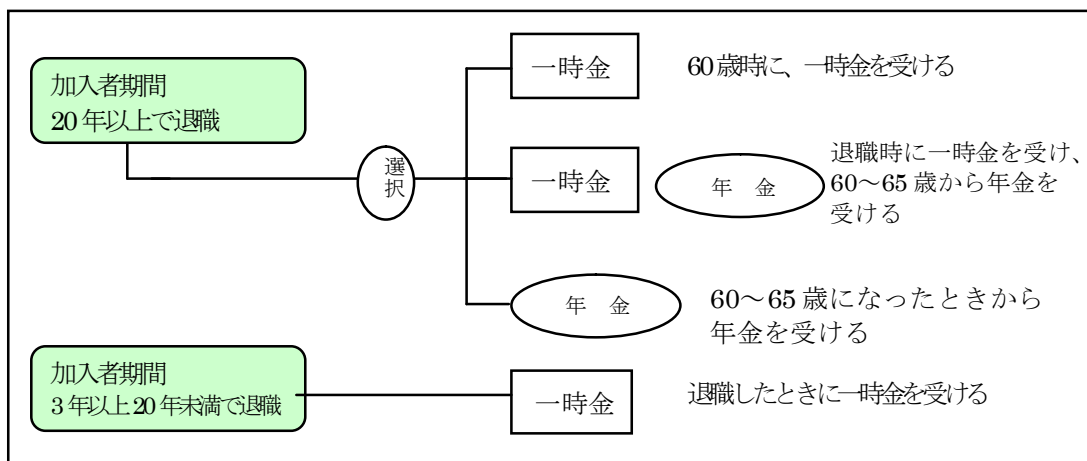 加入者期間
20年以上で退職
選択
一時金
60歳時に、一時金を受ける
一時金
年 金
退職時に一時金を受け、
60～65歳から年金を
受ける
年 金
60～65歳になったときから
年金を受ける
加入者期間
3年以上20年未満で退職
一時金
退職したときに一時金を受ける